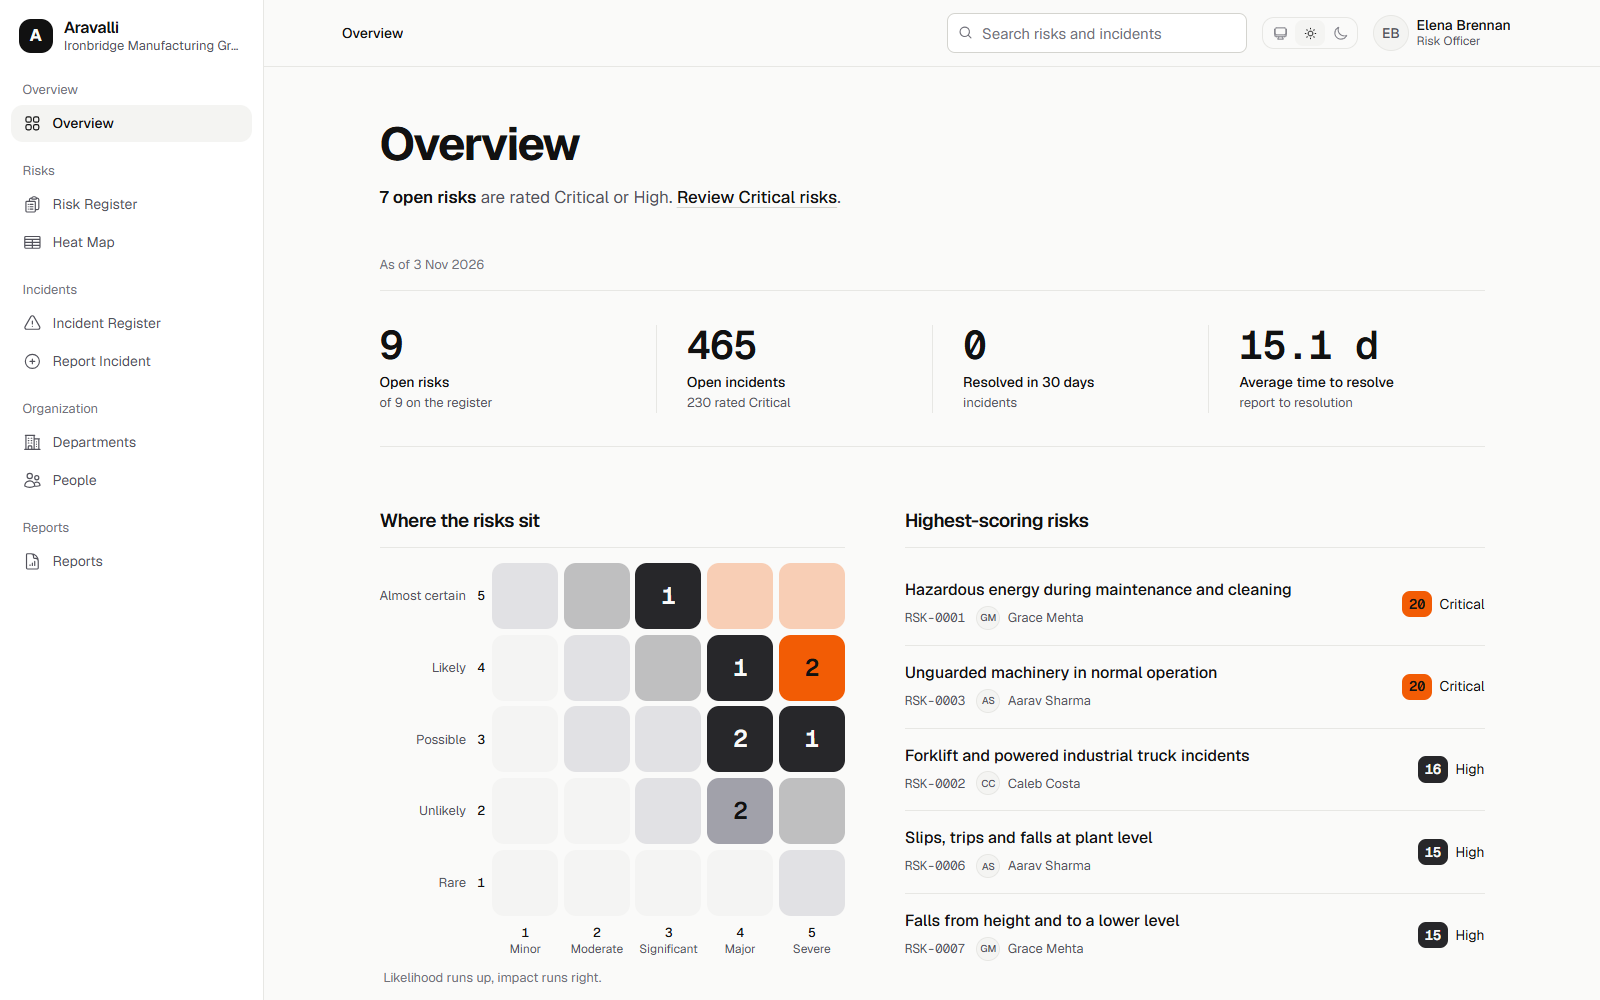 A
Aravalli
Ironbridge Manufacturing Gr...
Overview
Overview
Risks
Risk Register
Heat Map
Incidents
Incident Register
Report Incident
Organization
Departments
People
Reports
Reports
Overview
Search risks and incidents
EB
Elena Brennan
Risk Officer
Overview
7 open risks are rated Critical or High. Review Critical risks.
As of 3 Nov 2026
9
Open risks
of 9 on the register
465
Open incidents
230 rated Critical
0
Resolved in 30 days
incidents
15.1 d
Average time to resolve
report to resolution
Where the risks sit
Almost certain 5 1
Likely 4 1 2
Possible 3 2 1
Unlikely 2 2
Rare 1
1 2 3 4 5
Minor Moderate Significant Major Severe
Likelihood runs up, impact runs right.
Highest-scoring risks
Hazardous energy during maintenance and cleaning
RSK-0001 GM Grace Mehta
20 Critical
Unguarded machinery in normal operation
RSK-0003 AS Aarav Sharma
20 Critical
Forklift and powered industrial truck incidents
RSK-0002 CC Caleb Costa
16 High
Slips, trips and falls at plant level
RSK-0006 AS Aarav Sharma
15 High
Falls from height and to a lower level
RSK-0007 GM Grace Mehta
15 High